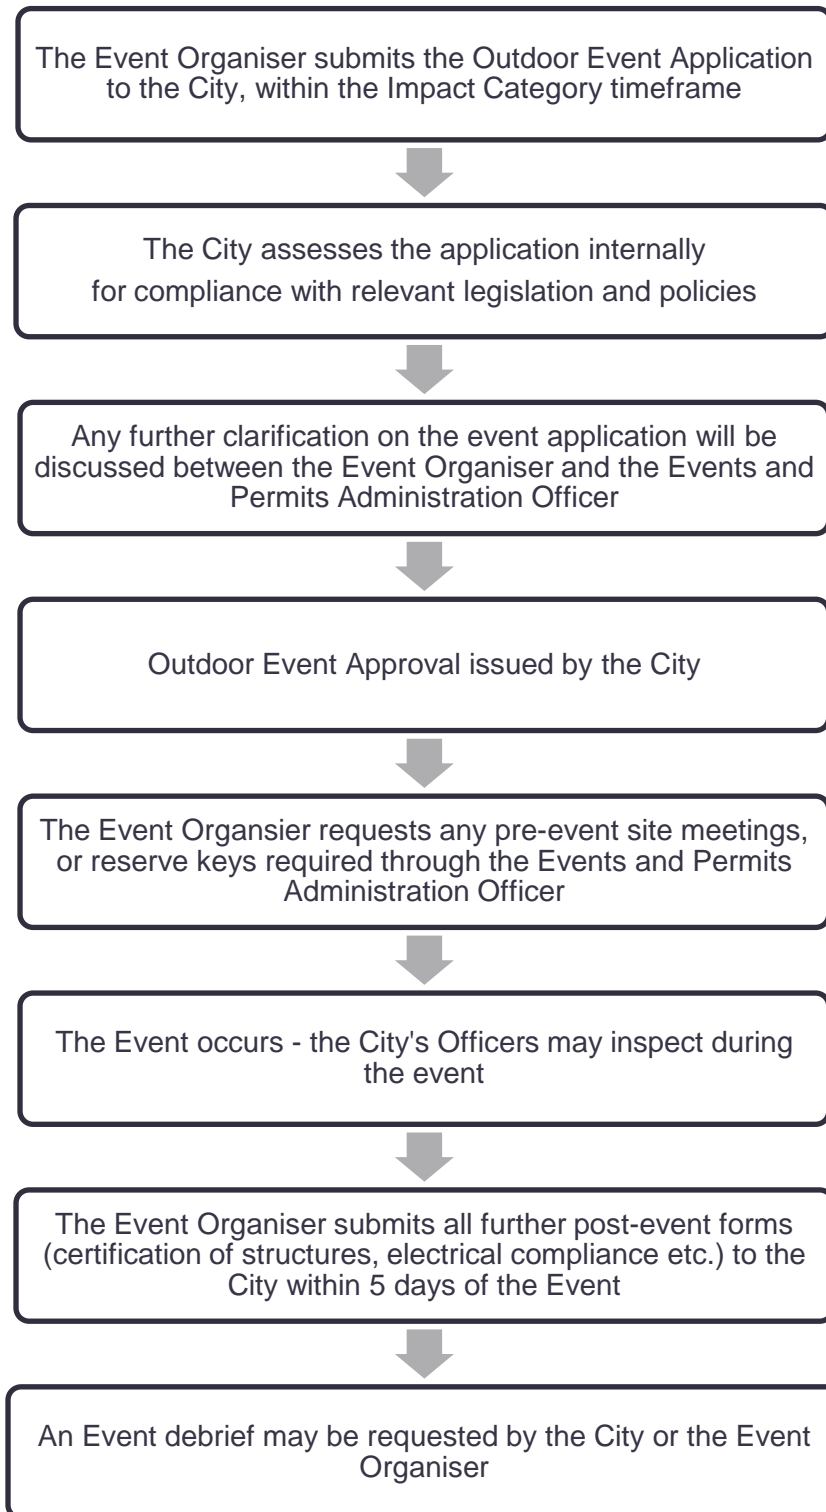 The Event Organiser submits the Outdoor Event Application
to the City, within the Impact Category timeframe
The City assesses the application internally
for compliance with relevant legislation and policies
Any further clarification on the event application will be
discussed between the Event Organiser and the Events and
Permits Administration Officer
Outdoor Event Approval issued by the City
The Event Organsier requests any pre-event site meetings,
or reserve keys required through the Events and Permits
Administration Officer
The Event occurs - the City's Officers may inspect during
the event
The Event Organiser submits all further post-event forms
(certification of structures, electrical compliance etc.) to the
City within 5 days of the Event
An Event debrief may be requested by the City or the Event
Organiser